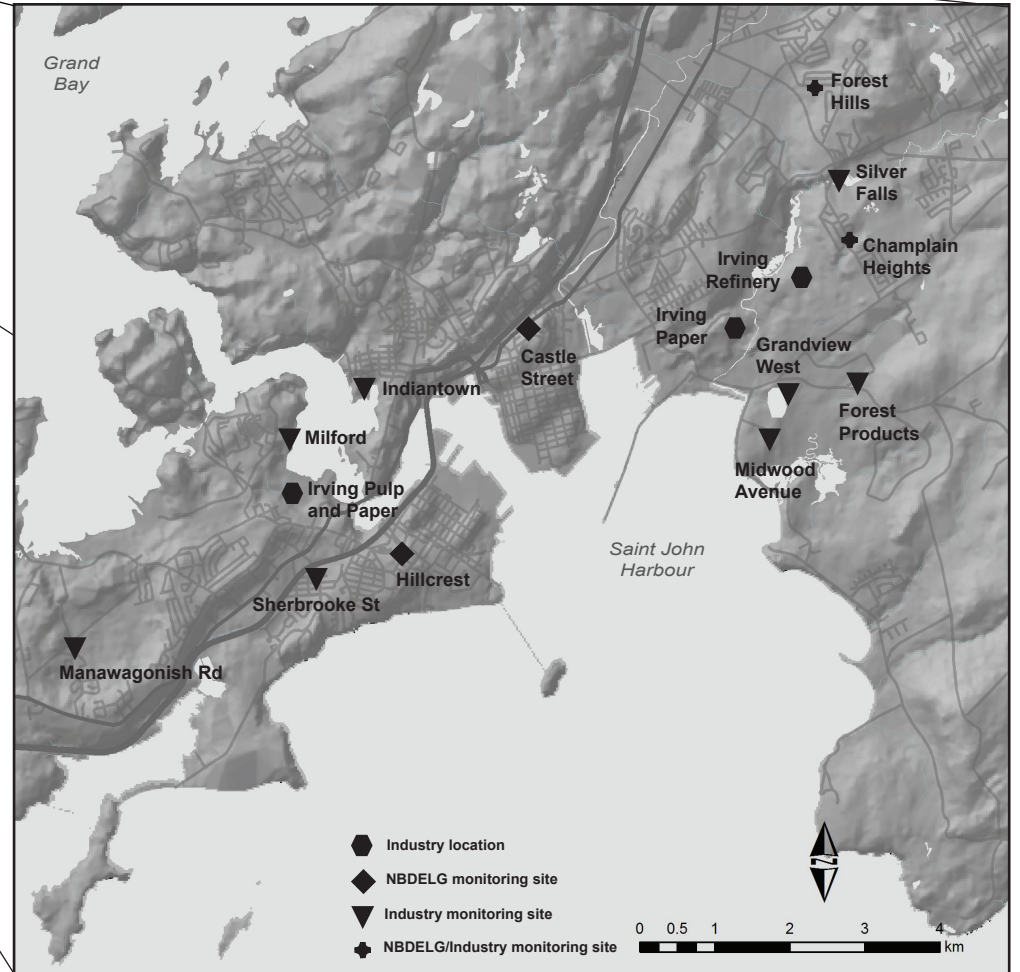 Grand
Bay
Forest
Hills
Silver
Falls
Champlain
Heights
Irving
Refinery
Irving
Paper
Grandview
West
Castle
Street
Indiantown
Forest
Products
Milford
Midwood
Avenue
Irving Pulp
and Paper
Saint John
Harbour
Hillcrest
Sherbrooke St
Manawagonish Rd
Industry location
NBDELG monitoring site
Industry monitoring site
NBDELG/Industry monitoring site
N
0 0.5 1 2 3 4
km